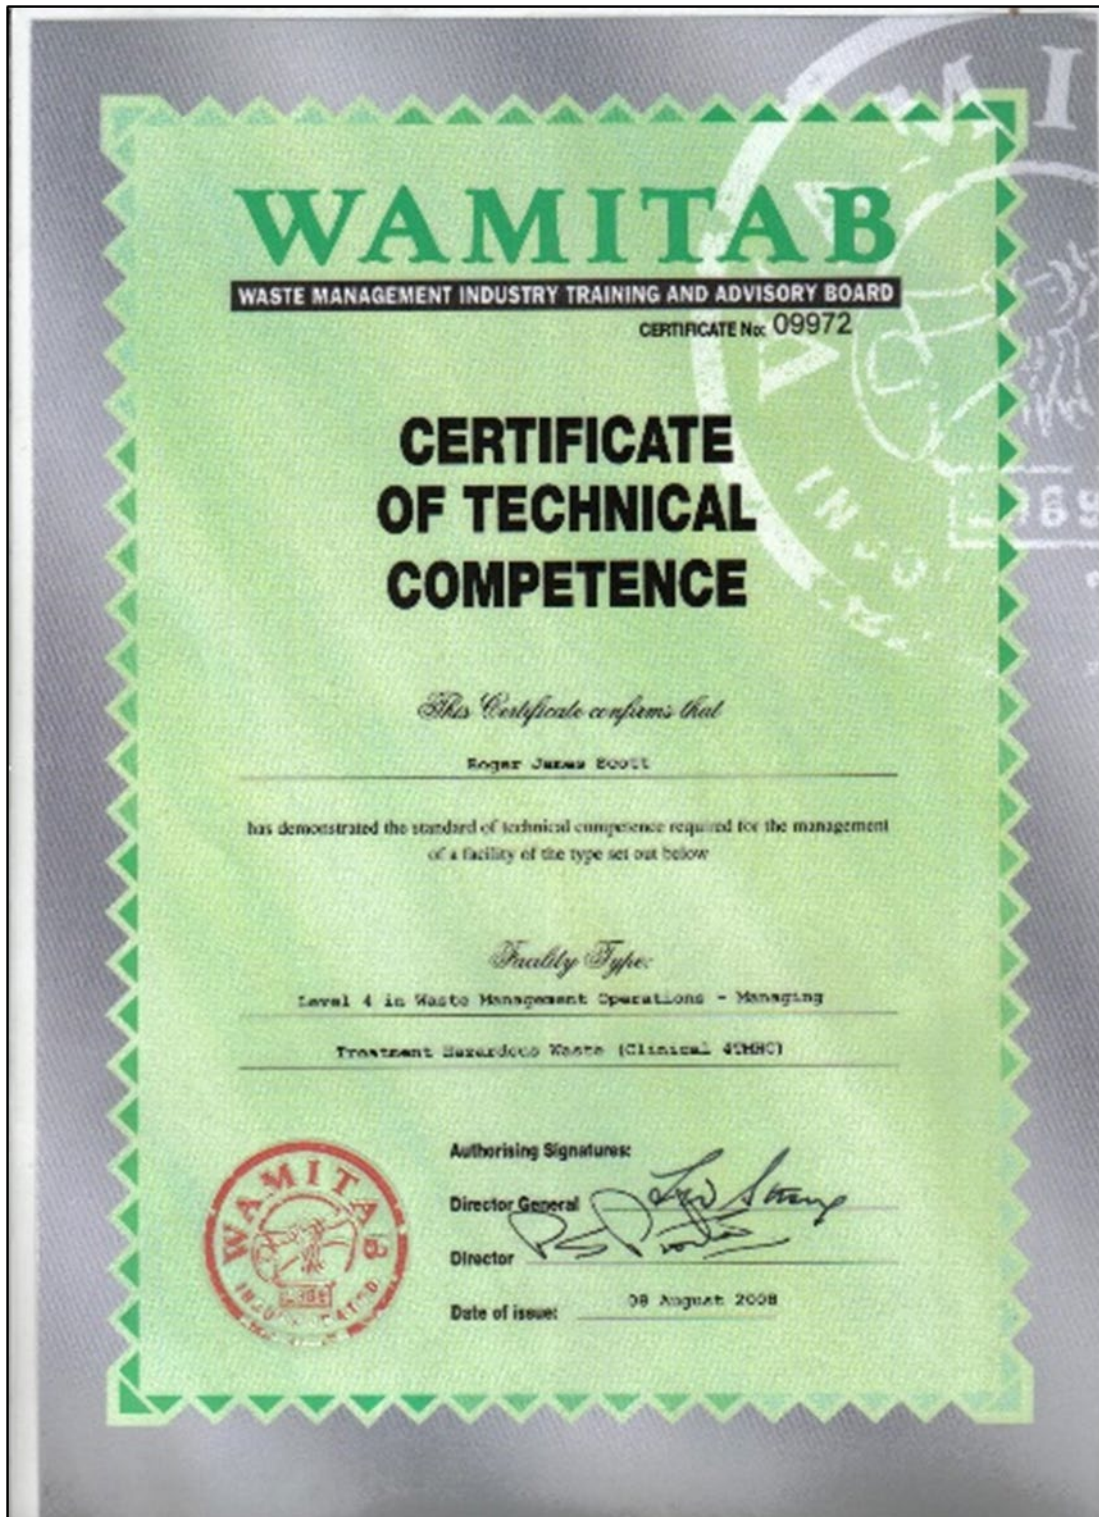 WAMITAB
WASTE MANAGEMENT INDUSTRY TRAINING AND ADVISORY BOARD
CERTIFICATE No: 09972
CERTIFICATE
OF TECHNICAL
COMPETENCE
This Certificate confirms that
Roger James Scott
has demonstrated the standard of technical competence required for the management
of a facility of the type set out below
Facility Type:
Level 4 in Waste Management Operations - Managing
Treatment Hazardous Waste (Clinical 4TMHC)
Authorising Signatures:
Director General
Director
Date of issue: 08 August 2008
WAMITAB